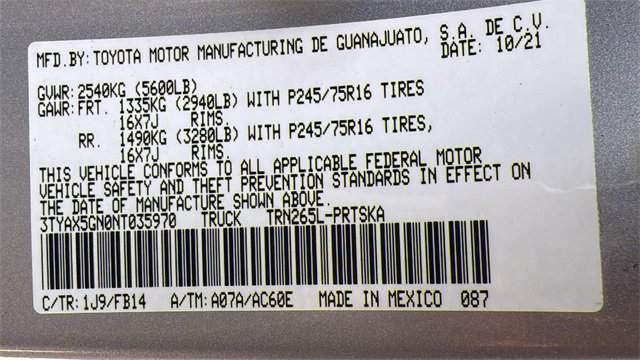 MFD.BY: TOYOTA MOTOR MANUFACTURING DE GUANAJUATO, S.A. DE C.V.
DATE: 10/21
GVWR: 2540KG (5600LB)
GAWR: FRT. 1335KG (2940LB) WITH P245/75R16 TIRES
16X7J RIMS.
RR. 1490KG (3280LB) WITH P245/75R16 TIRES,
16X7J RIMS.
THIS VEHICLE CONFORMS TO ALL APPLICABLE FEDERAL MOTOR
VEHICLE SAFETY AND THEFT PREVENTION STANDARDS IN EFFECT ON
THE DATE OF MANUFACTURE SHOWN ABOVE.
3TYAX5GN0NT035970 TRUCK TRN265L-PRTSKA
C/TR: 1J9/FB14 A/TM: A07A/AC60E MADE IN MEXICO 087